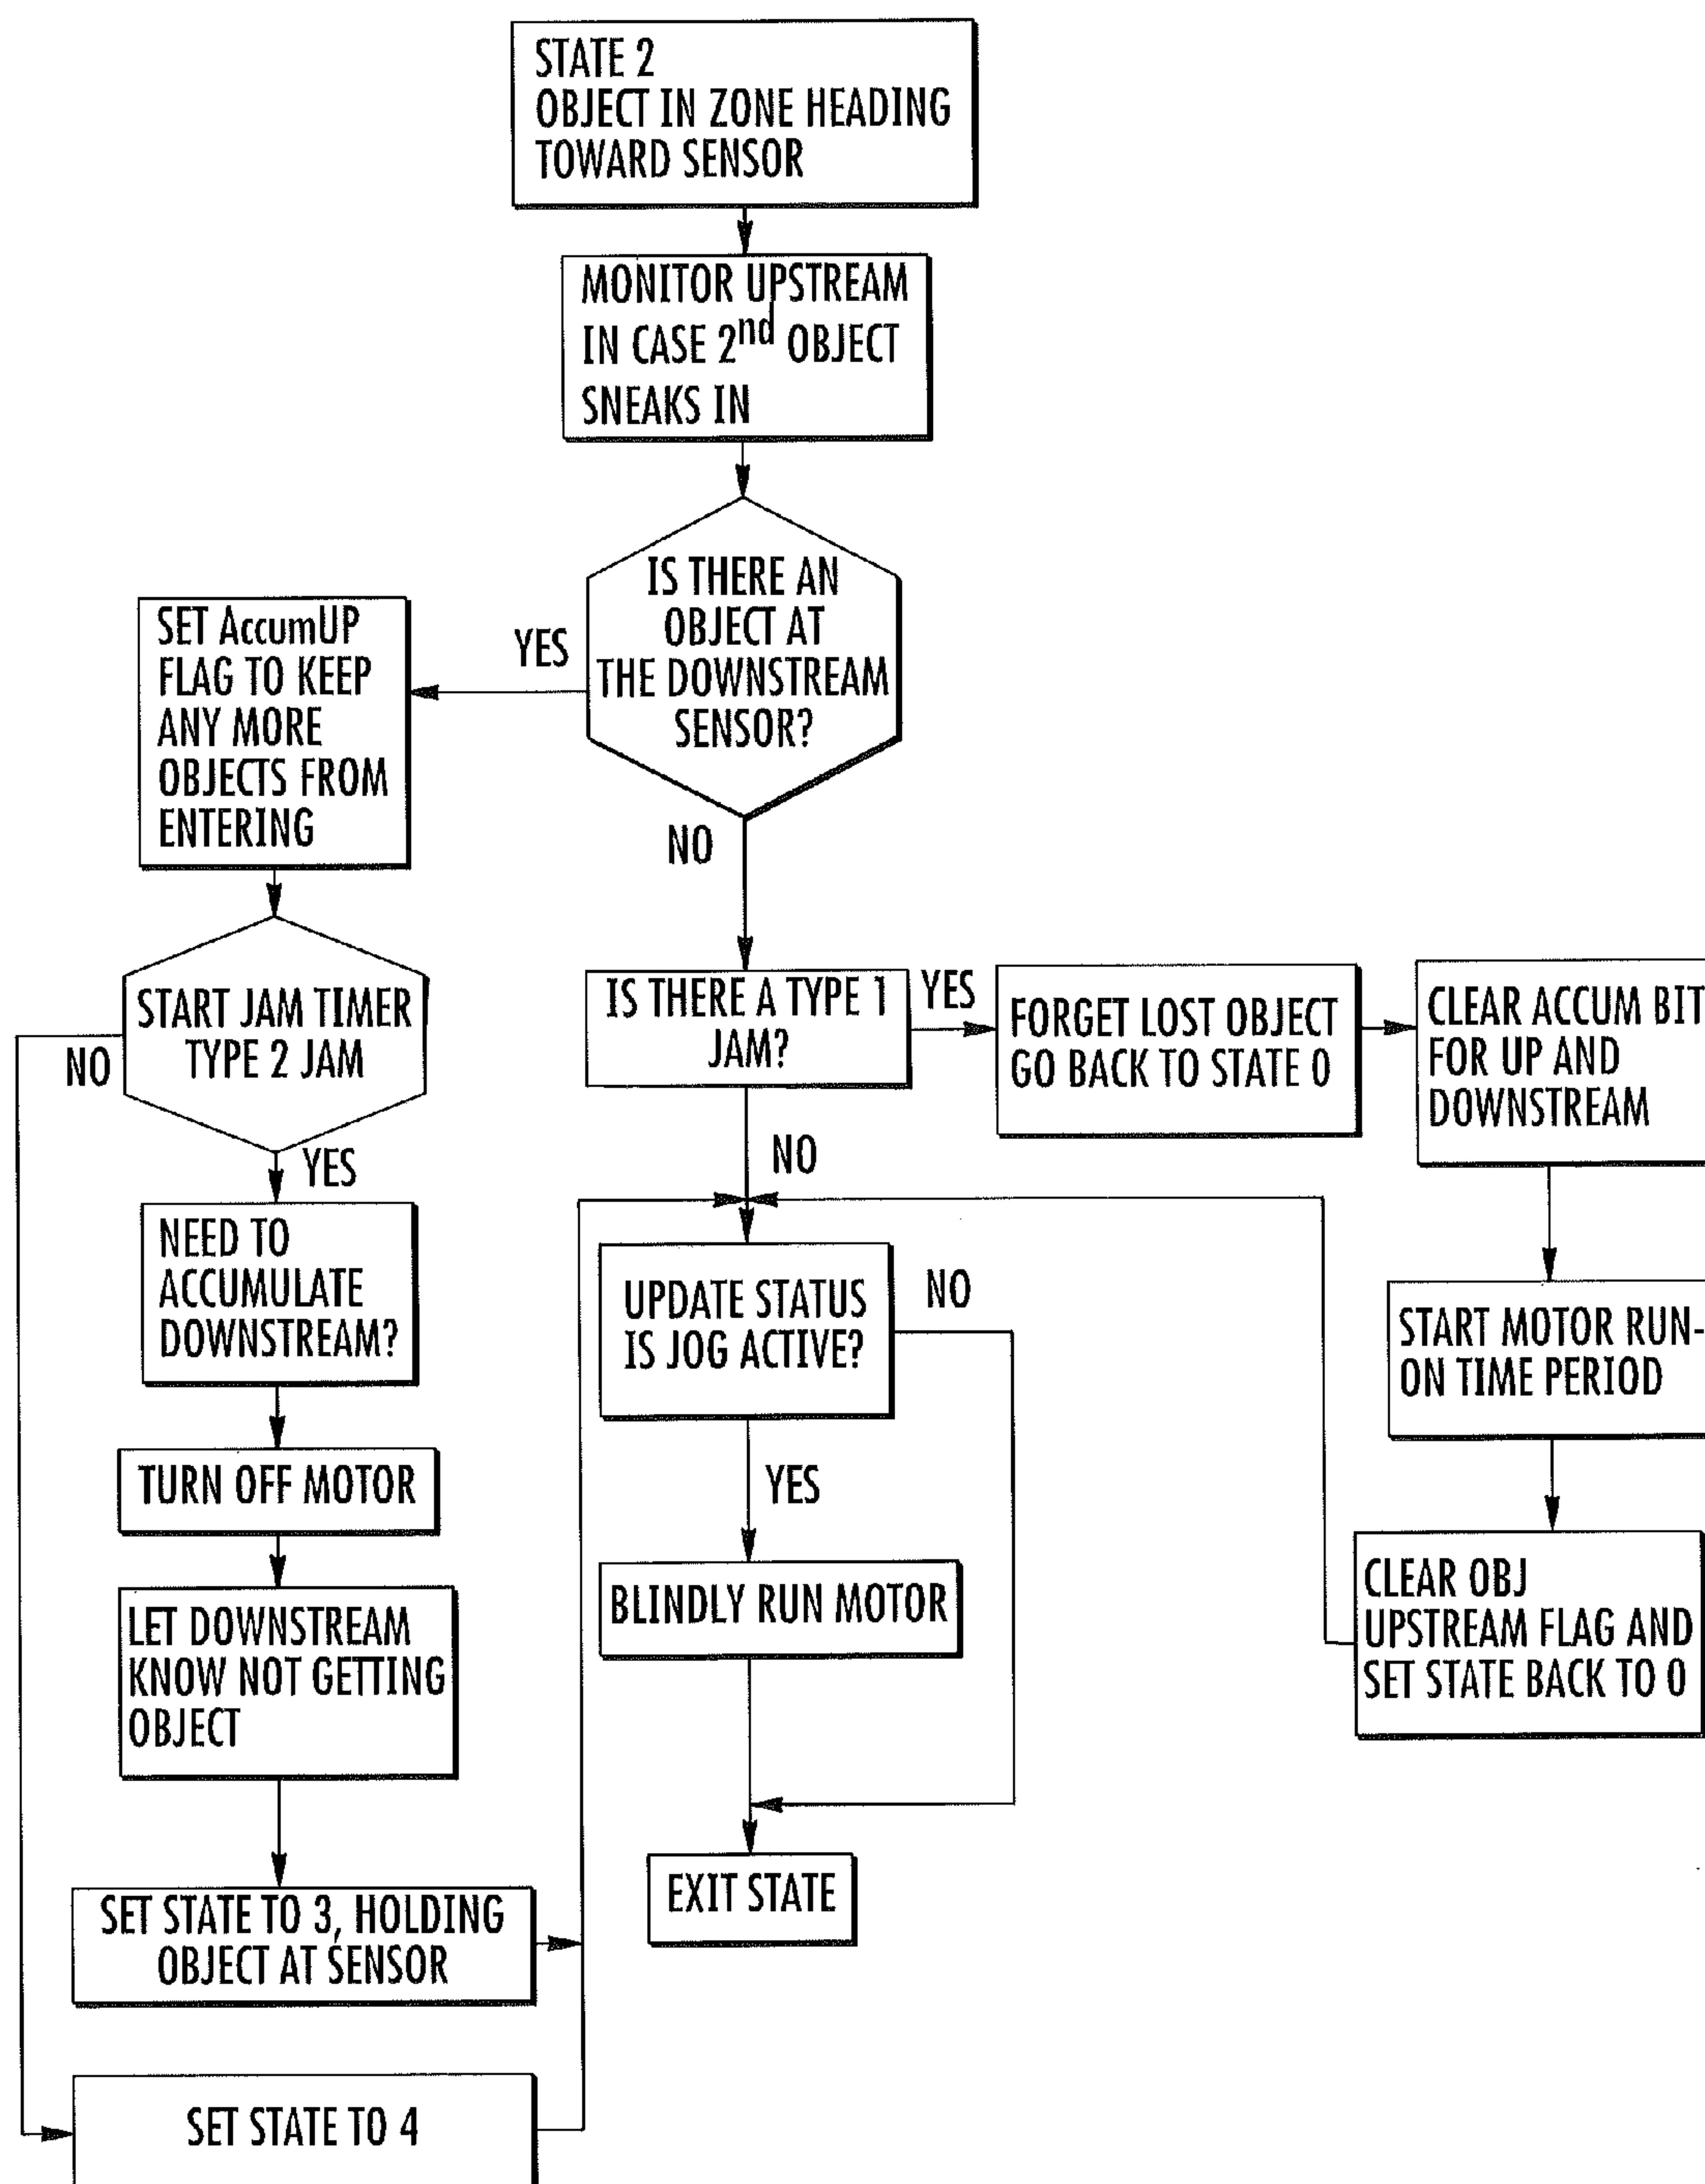 STATE 2
OBJECT IN ZONE HEADING
TOWARD SENSOR
MONITOR UPSTREAM
IN CASE 2nd OBJECT
SNEAKS IN
IS THERE AN
OBJECT AT
THE DOWNSTREAM
SENSOR?
YES
SET AccumUP
FLAG TO KEEP
ANY MORE
OBJECTS FROM
ENTERING
NO
START JAM TIMER
TYPE 2 JAM
NO
YES
IS THERE A TYPE 1
JAM?
YES
FORGET LOST OBJECT
GO BACK TO STATE 0
CLEAR ACCUM BIT
FOR UP AND
DOWNSTREAM
NO
NEED TO
ACCUMULATE
DOWNSTREAM?
UPDATE STATUS
IS JOG ACTIVE?
NO
START MOTOR RUN-
ON TIME PERIOD
TURN OFF MOTOR
YES
LET DOWNSTREAM
KNOW NOT GETTING
OBJECT
BLINDLY RUN MOTOR
CLEAR OBJ
UPSTREAM FLAG AND
SET STATE BACK TO 0
EXIT STATE
SET STATE TO 3, HOLDING
OBJECT AT SENSOR
SET STATE TO 4